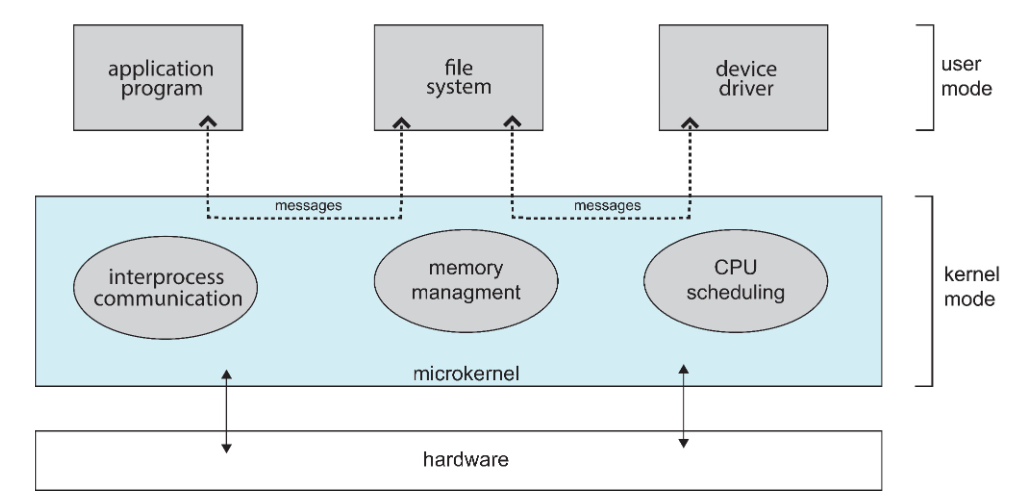 application
program
file
system
device
driver
user
mode
messages
messages
interprocess
communication
memory
managment
CPU
scheduling
kernel
mode
microkernel
hardware